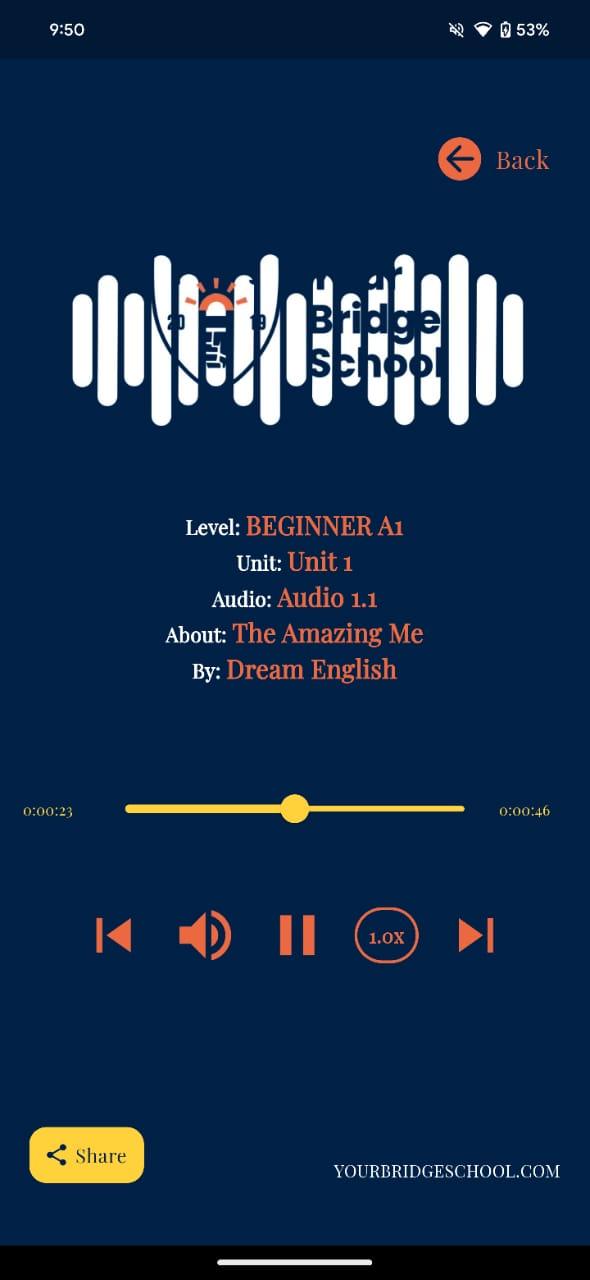 9:50
53%
Back
20 19
Bridge
School
Level: BEGINNER A1
Unit: Unit 1
Audio: Audio 1.1
About: The Amazing Me
By: Dream English
0:00:23
0:00:46
1.0X
Share
YOURBRIDGESCHOOL.COM